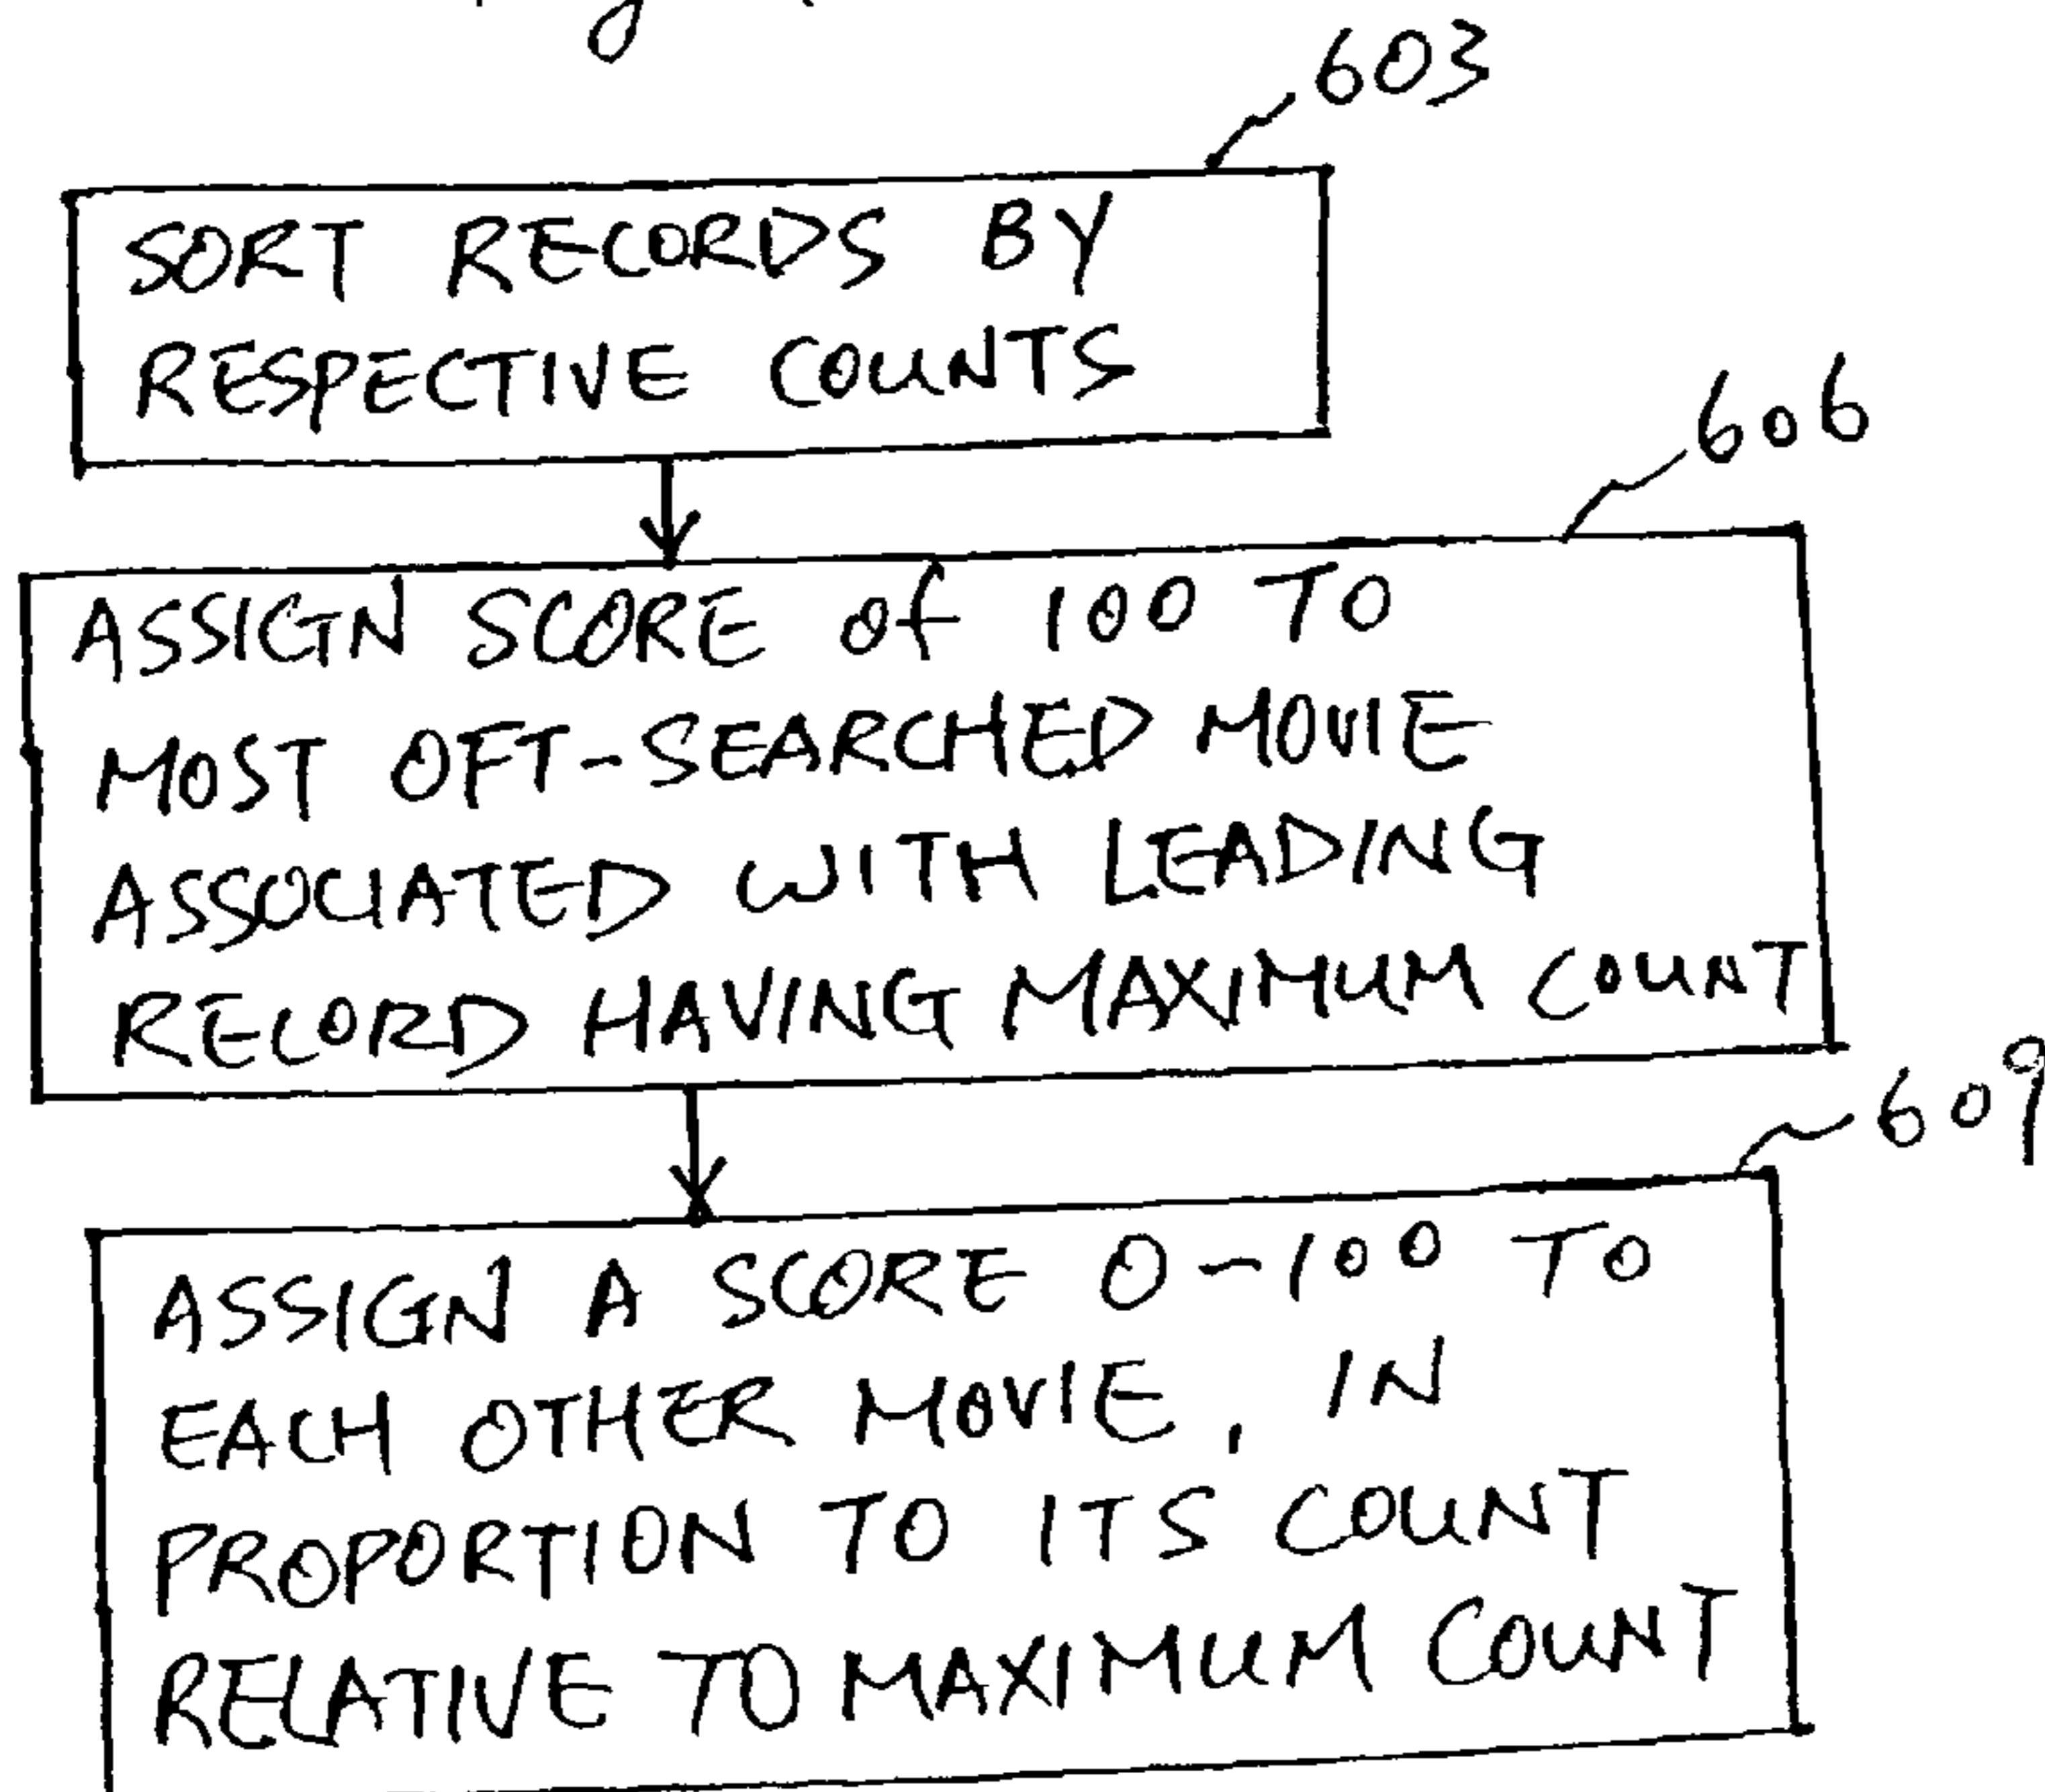 603
SORT RECORDS BY
RESPECTIVE COUNTS
606
ASSIGN SCORE of 100 TO
MOST OFT-SEARCHED MOVIE
ASSOCIATED WITH LEADING
RECORD HAVING MAXIMUM COUNT
609
ASSIGN A SCORE 0-100 TO
EACH OTHER MOVIE, IN
PROPORTION TO ITS COUNT
RELATIVE TO MAXIMUM COUNT